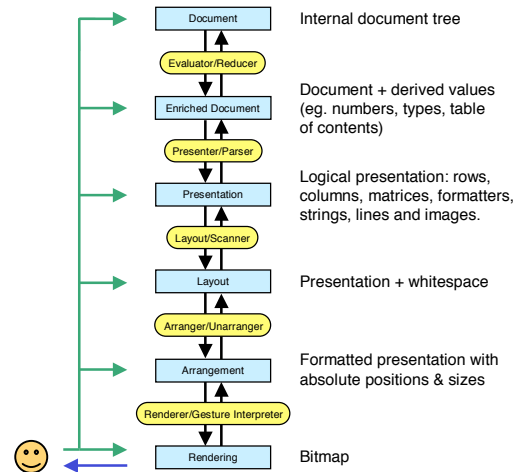 Document
Internal document tree
Evaluator/Reducer
Enriched Document
Document + derived values
(eg. numbers, types, table
of contents)
Presenter/Parser
Presentation
Logical presentation: rows,
columns, matrices, formatters,
strings, lines and images.
Layout/Scanner
Layout
Presentation + whitespace
Arranger/Unarranger
Arrangement
Formatted presentation with
absolute positions & sizes
Renderer/Gesture Interpreter
Rendering
Bitmap